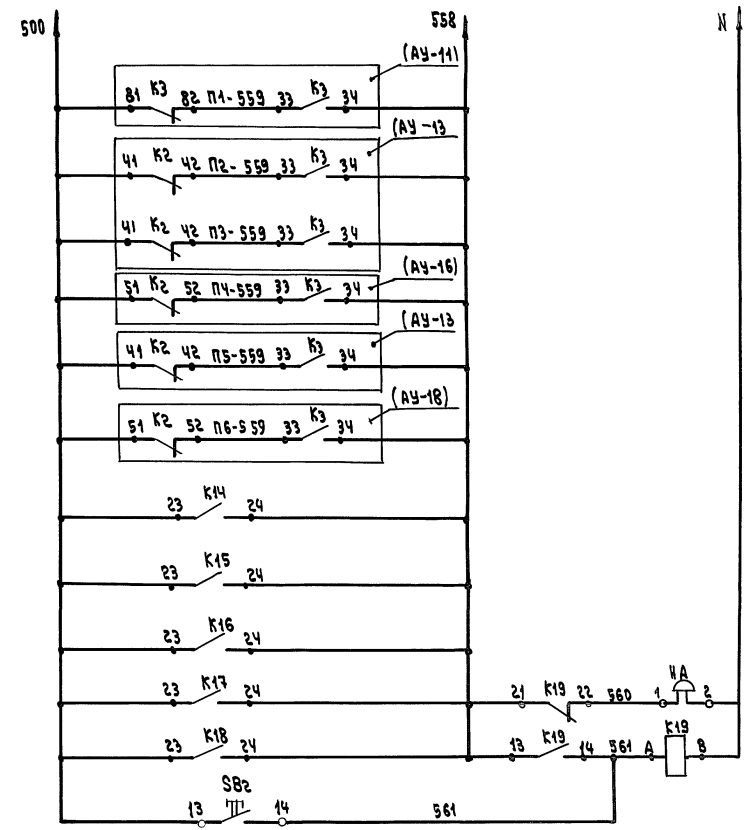 500 558 N
(АУ-11)
81 К3 82 П1-559 33 К3 34
(АУ-13
41 К2 42 П2-559 33 К3 34
41 К2 42 П3-559 33 К3 34
(АУ-16)
51 К2 52 П4-559 33 К3 34
(АУ-13
41 К2 42 П5-559 33 К3 34
(АУ-18)
51 К2 52 П6-559 33 К3 34
23 К14 24
23 К15 24
23 К16 24
23 К17 24 21 К19 22 560 1 НА 2
23 К18 24 13 К19 14 561 А К19 В
SB2
13 14 561